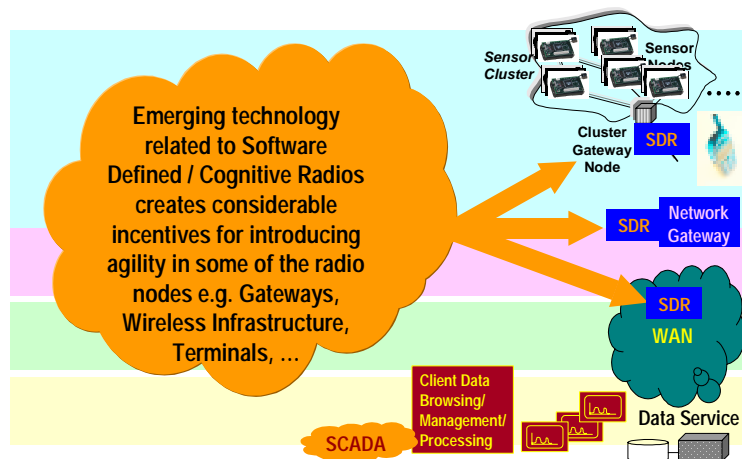 Sensor
Cluster
Sensor
Nodes
Emerging technology
related to Software
Defined / Cognitive Radios
creates considerable
incentives for introducing
agility in some of the radio
nodes e.g. Gateways,
Wireless Infrastructure,
Terminals, ...
Cluster
Gateway
Node
SDR
SDR
Network
Gateway
SDR
WAN
Client Data
Browsing/
Management/
Processing
SCADA
Data Service